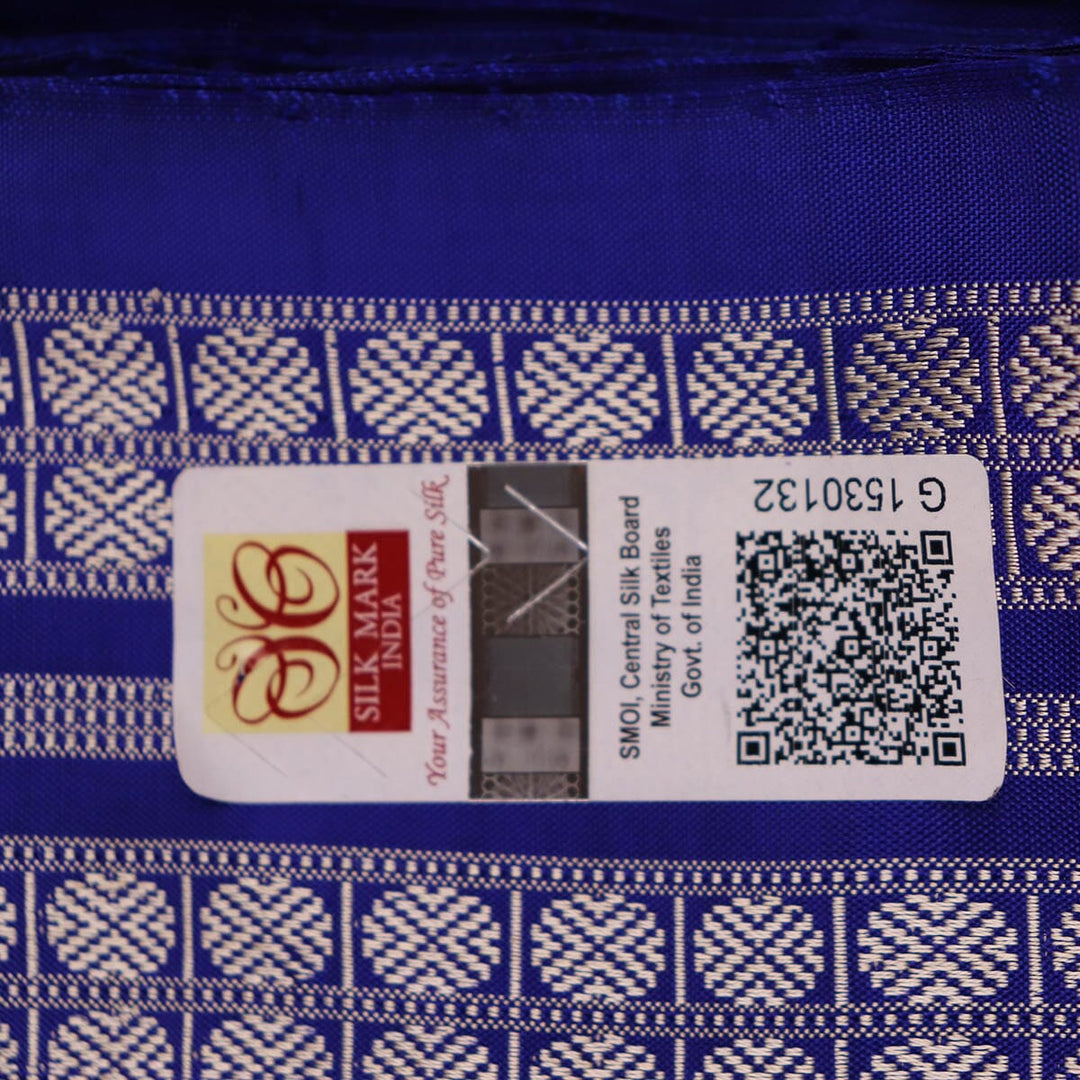 SILK MARK
INDIA
Your Assurance of Pure Silk
SMOI, Central Silk Board
Ministry of Textiles
Govt. of India
G 1530132